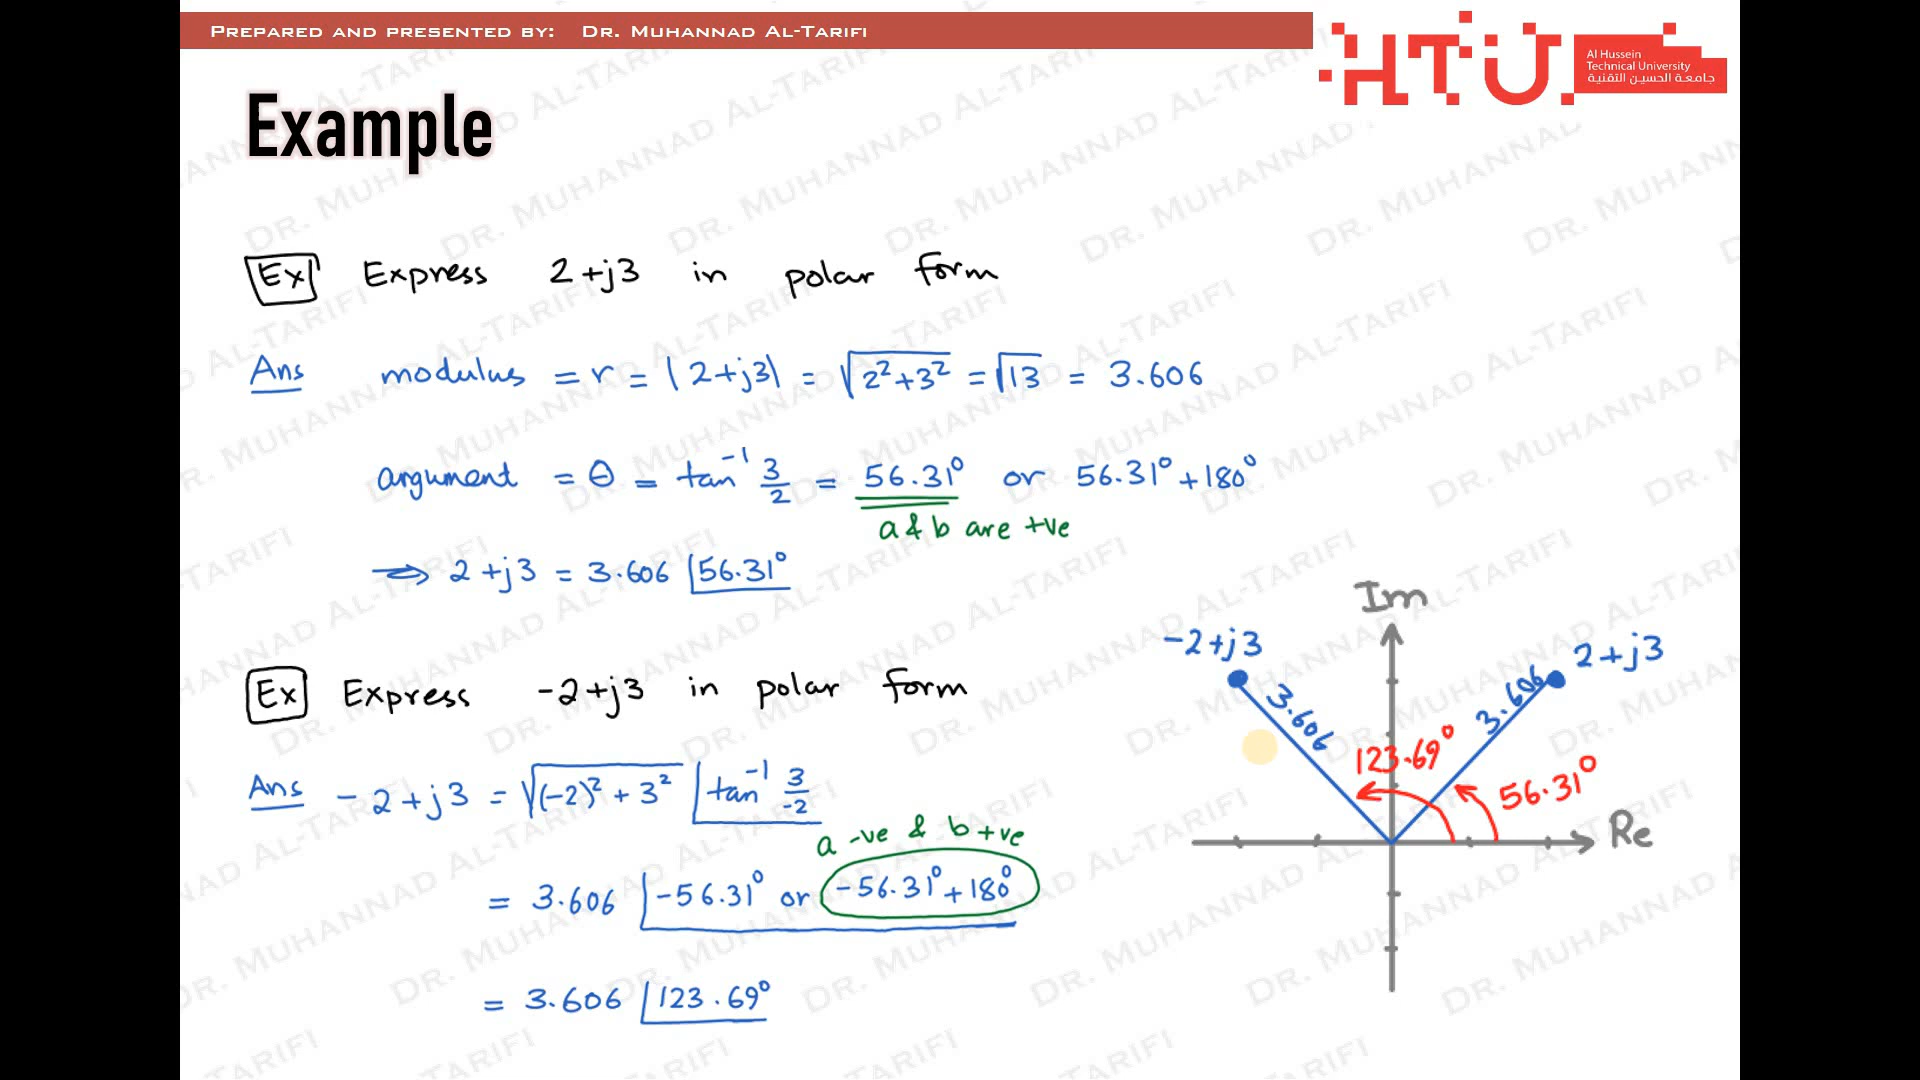 PREPARED AND PRESENTED BY: DR. MUHANNAD AL-TARIFI
HTU
Al Hussein
Technical University
جامعة الحسين التقنية
Example
Ex Express 2+j3 in polar form
Ans modulus = r = |2+j3| = √(2²+3²) = √13 = 3.606
argument = θ = tan⁻¹ 3/2 = 56.31° or 56.31°+180°
a & b are +ve
⇒ 2+j3 = 3.606 ∠56.31°
Ex Express -2+j3 in polar form
Ans -2+j3 = √((-2)²+3²) ∠tan⁻¹ 3/-2
a -ve & b +ve
= 3.606 ∠-56.31° or -56.31°+180°
= 3.606 ∠123.69°
Im
-2+j3
2+j3
3.606
3.606
123.69°
56.31°
Re
DR. MUHANNAD AL-TARIFI